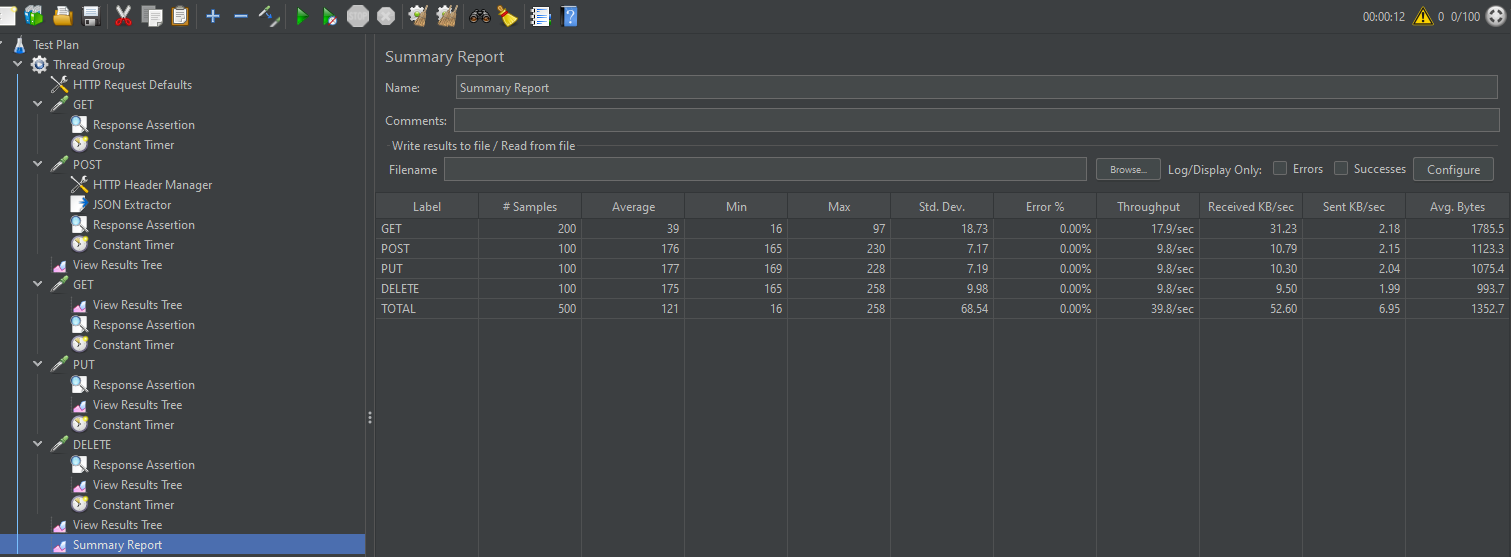 00:00:12 0 0/100
Test Plan
Thread Group
HTTP Request Defaults
GET
Response Assertion
Constant Timer
POST
HTTP Header Manager
JSON Extractor
Response Assertion
Constant Timer
View Results Tree
GET
View Results Tree
Response Assertion
Constant Timer
PUT
Response Assertion
View Results Tree
Constant Timer
DELETE
Response Assertion
View Results Tree
Constant Timer
View Results Tree
Summary Report
Summary Report
Name: Summary Report
Comments:
Write results to file / Read from file
Filename Browse... Log/Display Only: Errors Successes Configure
Label # Samples Average Min Max Std. Dev. Error % Throughput Received KB/sec Sent KB/sec Avg. Bytes
GET 200 39 16 97 18.73 0.00% 17.9/sec 31.23 2.18 1785.5
POST 100 176 165 230 7.17 0.00% 9.8/sec 10.79 2.15 1123.3
PUT 100 177 169 228 7.19 0.00% 9.8/sec 10.30 2.04 1075.4
DELETE 100 175 165 258 9.98 0.00% 9.8/sec 9.50 1.99 993.7
TOTAL 500 121 16 258 68.54 0.00% 39.8/sec 52.60 6.95 1352.7